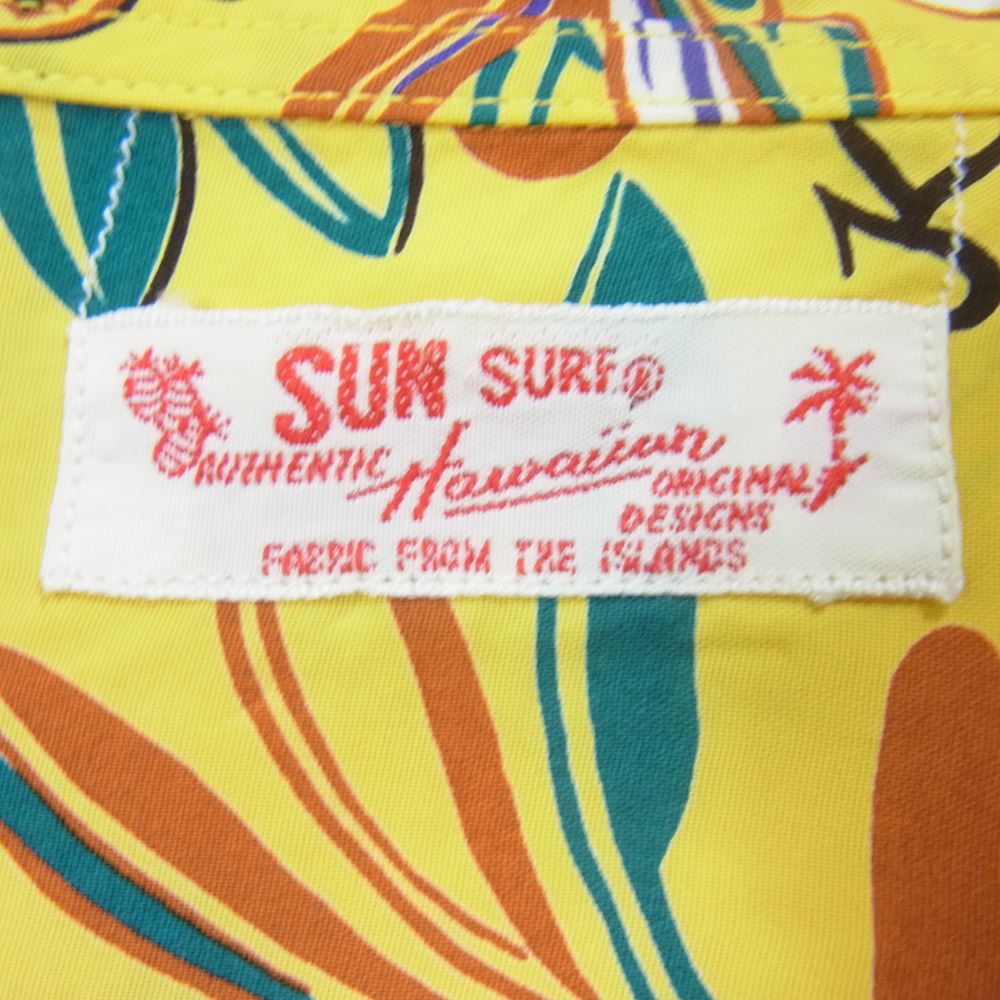 SUN SURF®
AUTHENTIC Hawaiian ORIGINAL
DESIGNS
FABRIC FROM THE ISLANDS